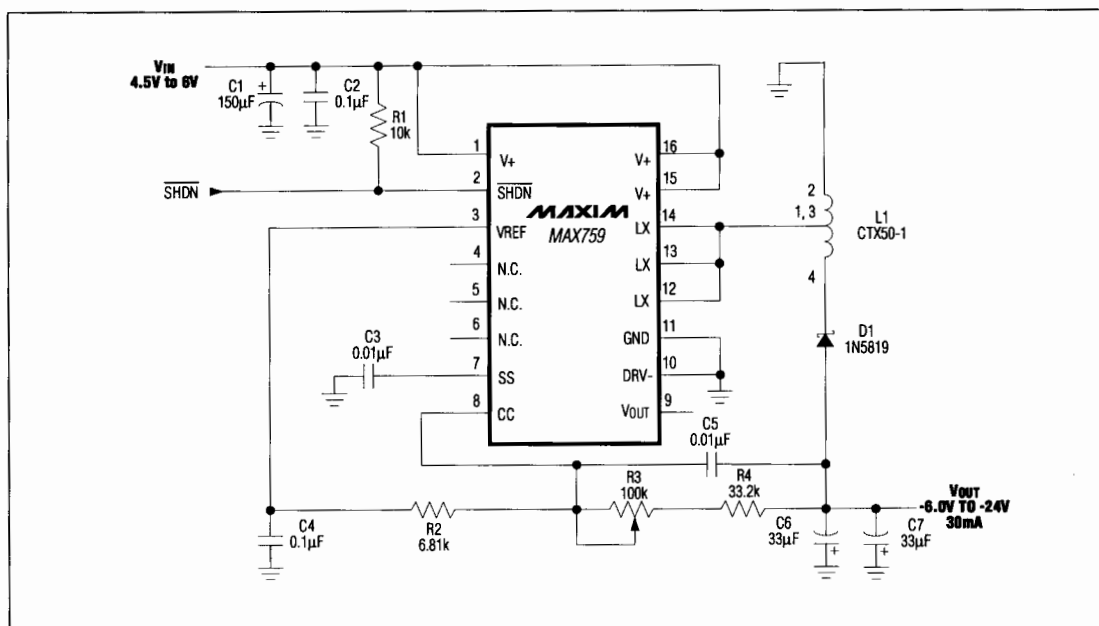 VIN
4.5V to 6V
C1
150µF
+
C2
0.1µF
R1
10k
SHDN
1
V+
2
SHDN
3
VREF
4
N.C.
5
N.C.
6
N.C.
7
SS
8
CC
MAXIM
MAX759
16
V+
15
V+
14
LX
13
LX
12
LX
11
GND
10
DRV-
9
VOUT
2
1, 3
4
L1
CTX50-1
D1
1N5819
C3
0.01µF
C5
0.01µF
R3
100k
R4
33.2k
R2
6.81k
C4
0.1µF
C6
33µF
+
C7
33µF
+
VOUT
-6.0V TO -24V
30mA